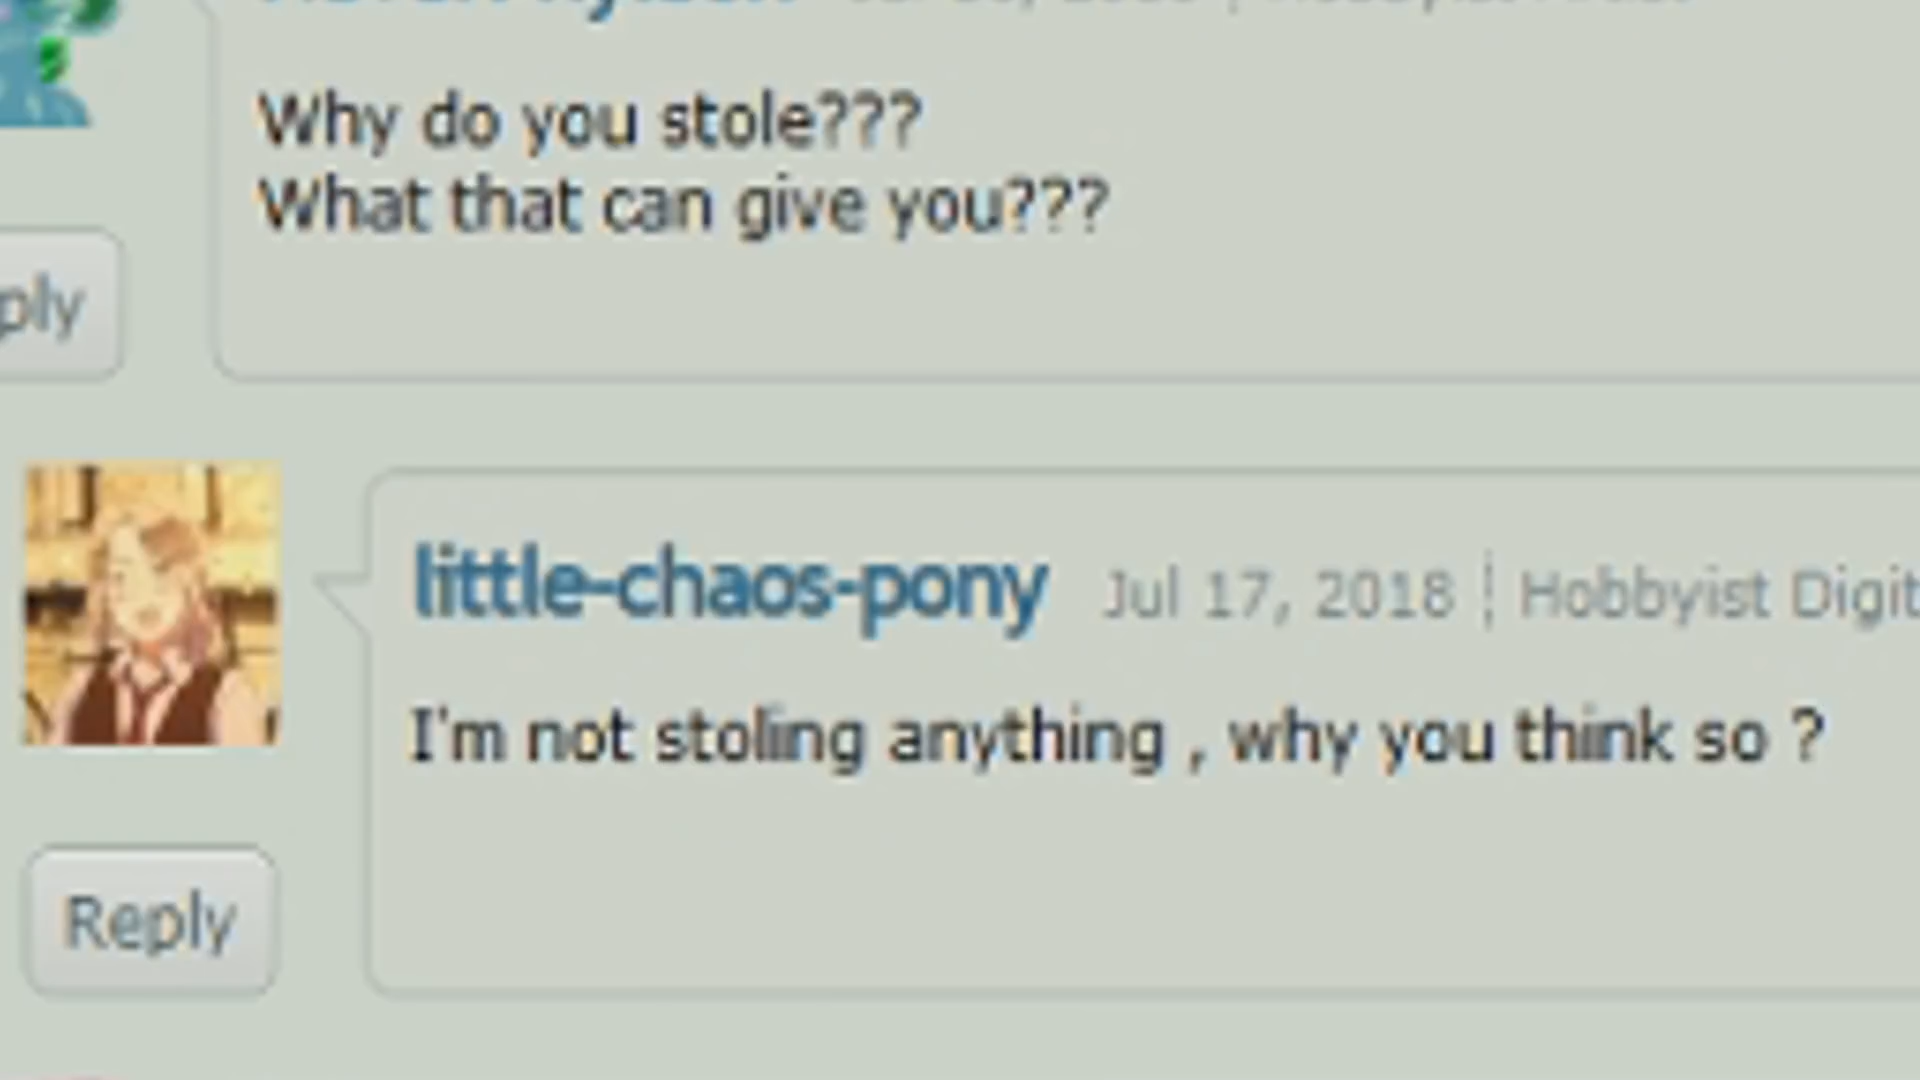 Why do you stole???
What that can give you???
ply
little-chaos-pony Jul 17, 2018 Hobbyist Digit
I'm not stoling anything , why you think so ?
Reply